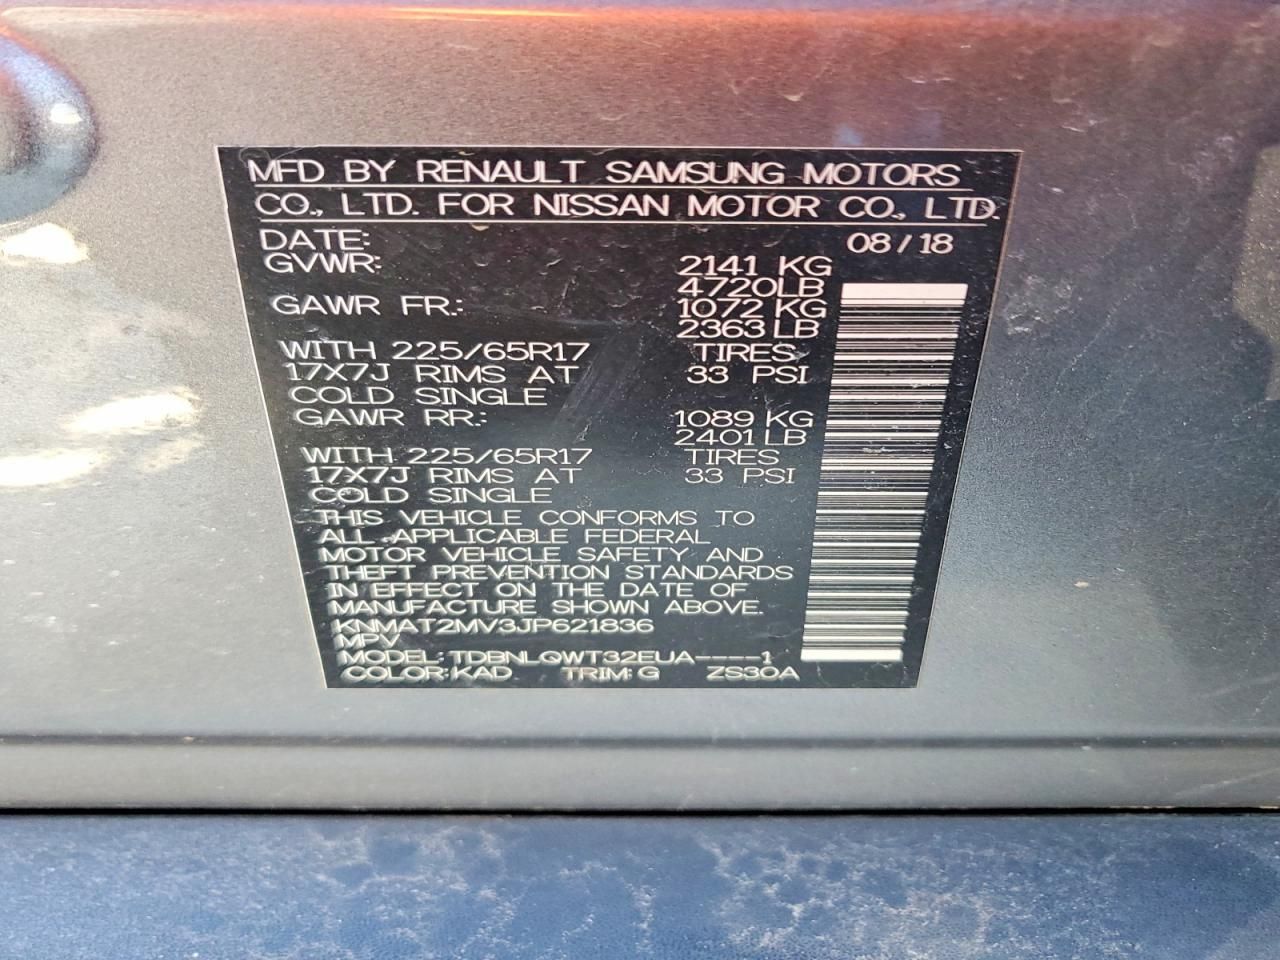 MFD BY RENAULT SAMSUNG MOTORS
CO., LTD. FOR NISSAN MOTOR CO., LTD.
DATE: 08 / 18
GVWR: 2141 KG
4720LB
GAWR FR.: 1072 KG
2363 LB
WITH 225/65R17 TIRES
17X7J RIMS AT 33 PSI
COLD SINGLE
GAWR RR.: 1089 KG
2401 LB
WITH 225/65R17 TIRES
17X7J RIMS AT 33 PSI
COLD SINGLE
THIS VEHICLE CONFORMS TO
ALL APPLICABLE FEDERAL
MOTOR VEHICLE SAFETY AND
THEFT PREVENTION STANDARDS
IN EFFECT ON THE DATE OF
MANUFACTURE SHOWN ABOVE.
KNMAT2MV3JP621836
MPV
MODEL: TDBNLQWT32EUA----1
COLOR: KAD TRIM: G ZS30A